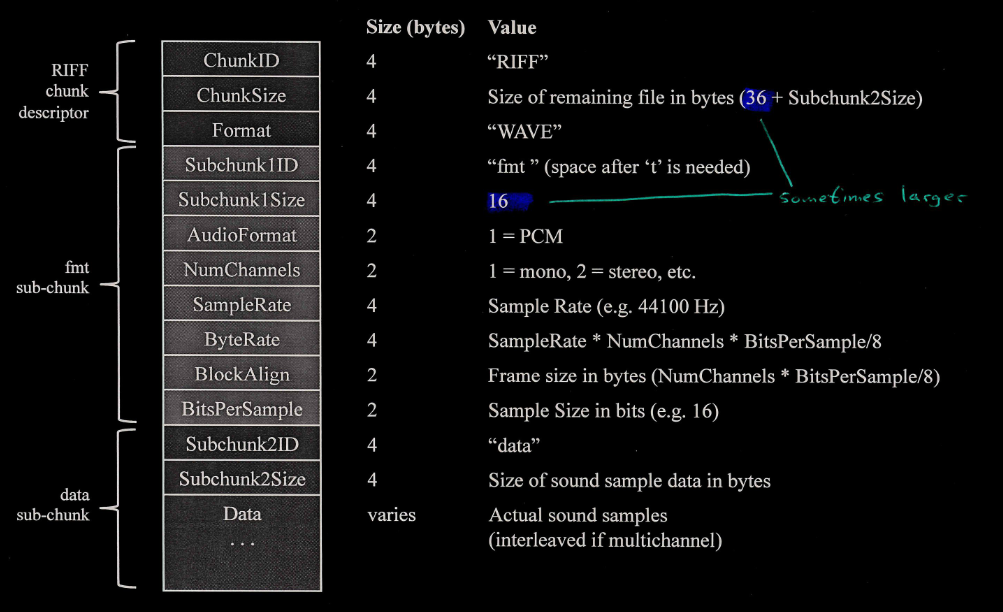 Size (bytes) Value
ChunkID 4 “RIFF”
RIFF
chunk
descriptor
ChunkSize 4 Size of remaining file in bytes (36 + Subchunk2Size)
Format 4 “WAVE”
Subchunk1ID 4 “fmt ” (space after ‘t’ is needed)
Subchunk1Size 4 16
sometimes larger
AudioFormat 2 1 = PCM
fmt
sub-chunk
NumChannels 2 1 = mono, 2 = stereo, etc.
SampleRate 4 Sample Rate (e.g. 44100 Hz)
ByteRate 4 SampleRate * NumChannels * BitsPerSample/8
BlockAlign 2 Frame size in bytes (NumChannels * BitsPerSample/8)
BitsPerSample 2 Sample Size in bits (e.g. 16)
Subchunk2ID 4 “data”
Subchunk2Size 4 Size of sound sample data in bytes
data
sub-chunk
Data varies Actual sound samples
. . . (interleaved if multichannel)